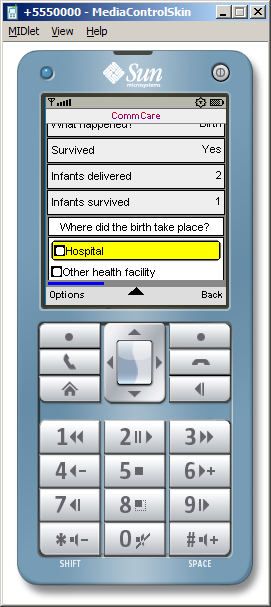 +5550000 - MediaControlSkin
MIDlet View Help
Sun
microsystems
CommCare
What happened? Birth
Survived Yes
Infants delivered 2
Infants survived 1
Where did the birth take place?
Hospital
Other health facility
Options Back
1 2 3
4- 5 6+
7 8 9
* - 0 # +
SHIFT SPACE